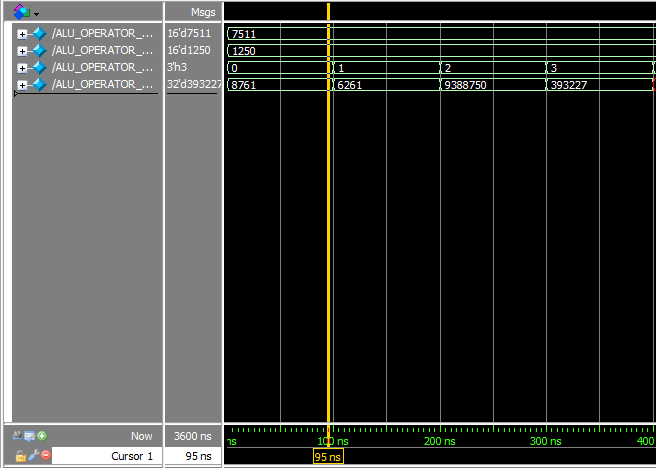 Msgs
/ALU_OPERATOR_... 16'd7511 7511
/ALU_OPERATOR_... 16'd1250 1250
/ALU_OPERATOR_... 3'h3 0 1 2 3
/ALU_OPERATOR_... 32'd393227 8761 6261 9388750 393227
Now 3600 ns ns 100 ns 200 ns 300 ns 400
Cursor 1 95 ns 95 ns